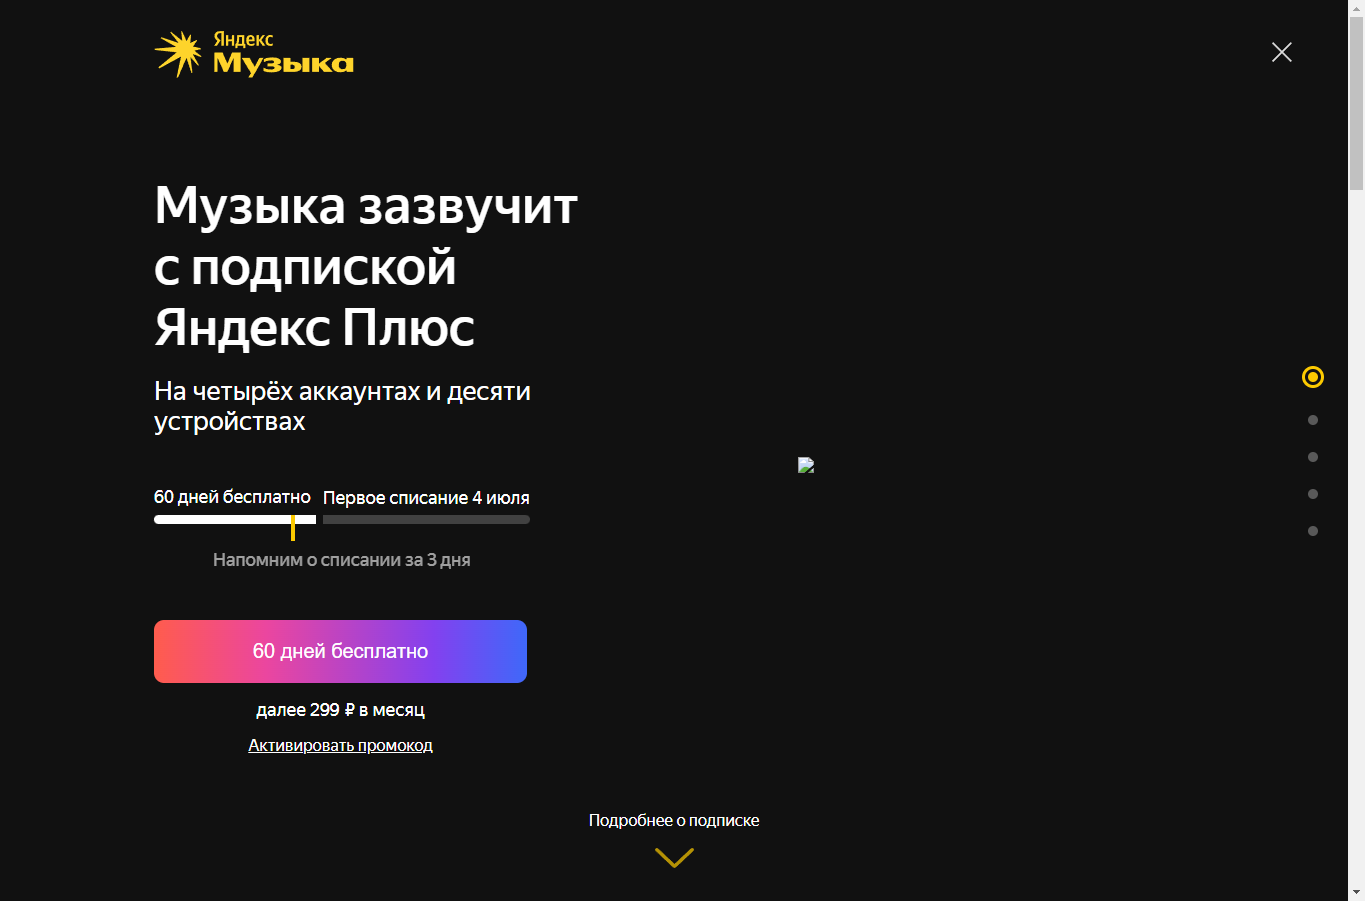 Яндекс
Музыка
Музыка зазвучит
с подпиской
Яндекс Плюс
На четырёх аккаунтах и десяти
устройствах
60 дней бесплатно Первое списание 4 июля
Напомним о списании за 3 дня
60 дней бесплатно
далее 299 ₽ в месяц
Активировать промокод
Подробнее о подписке